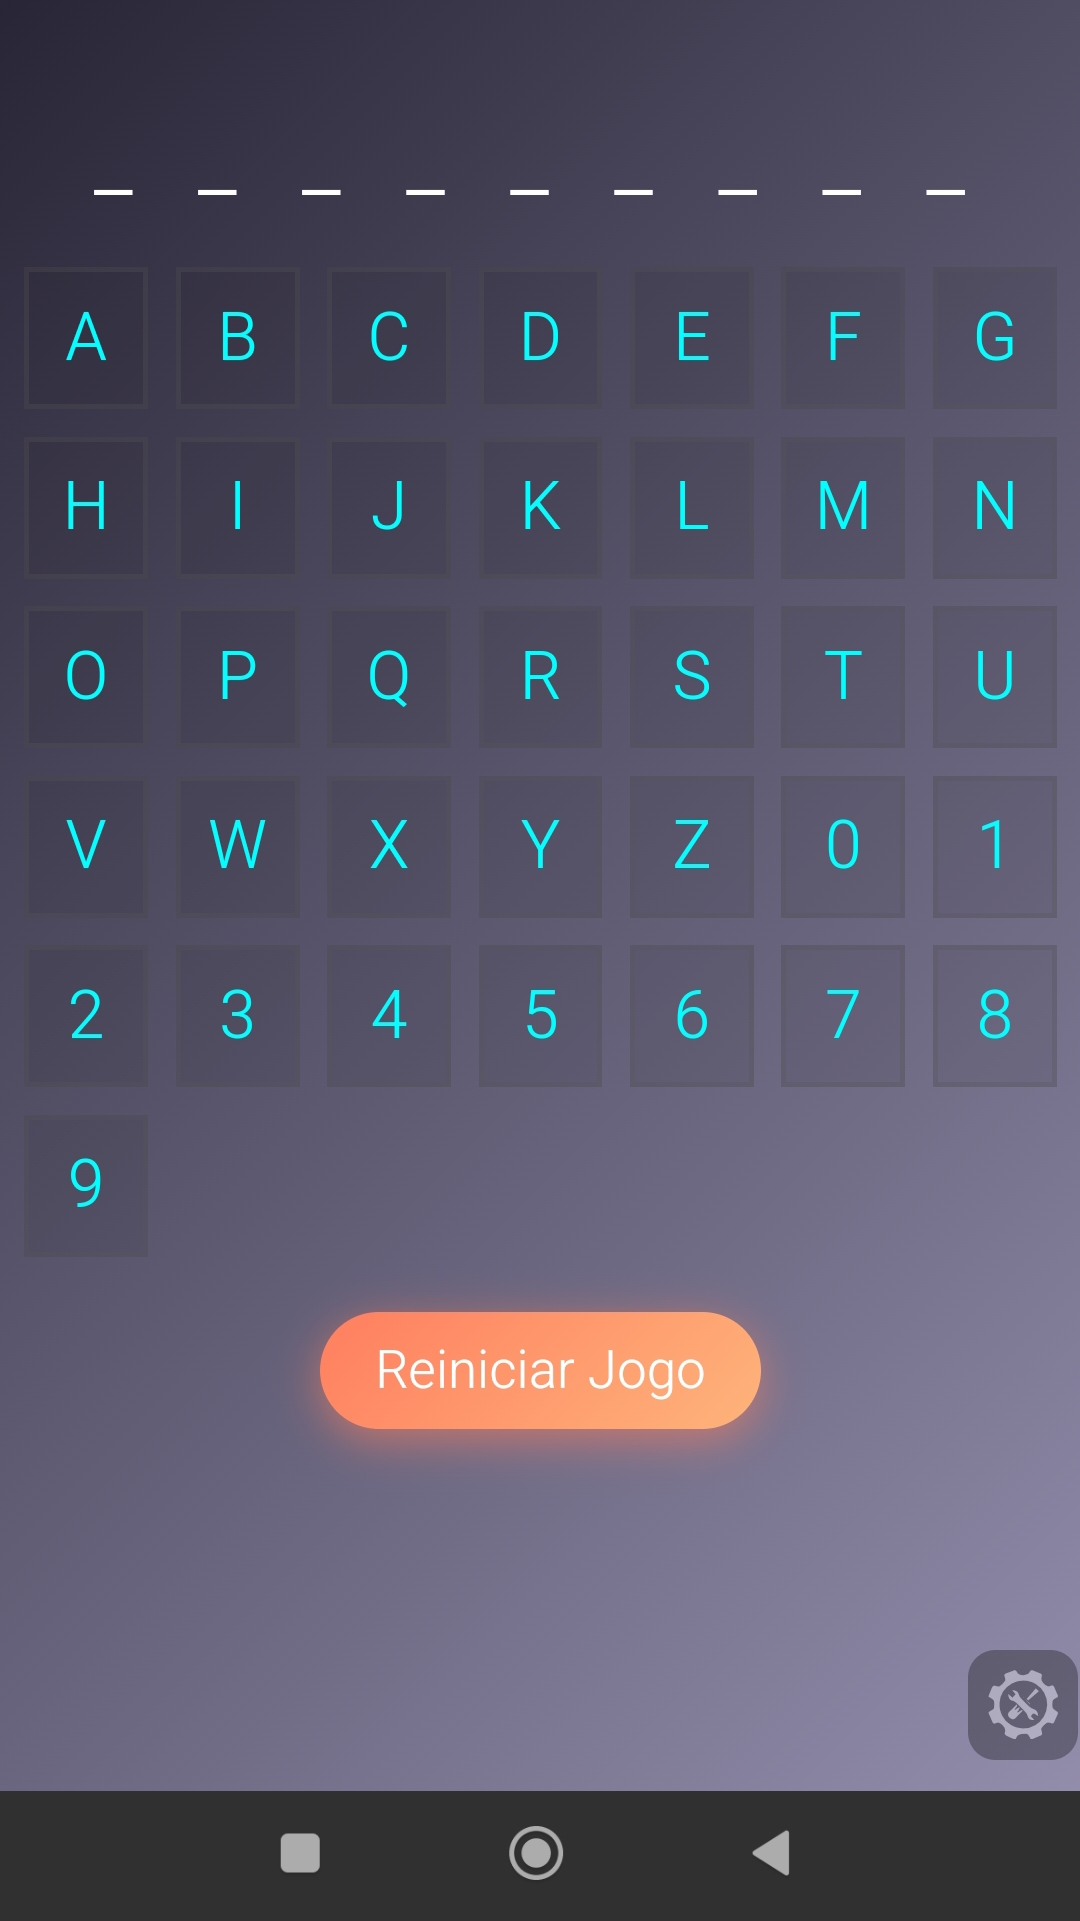 _ _ _ _ _ _ _ _ _
A B C D E F G
H I J K L M N
O P Q R S T U
V W X Y Z 0 1
2 3 4 5 6 7 8
9
Reiniciar Jogo